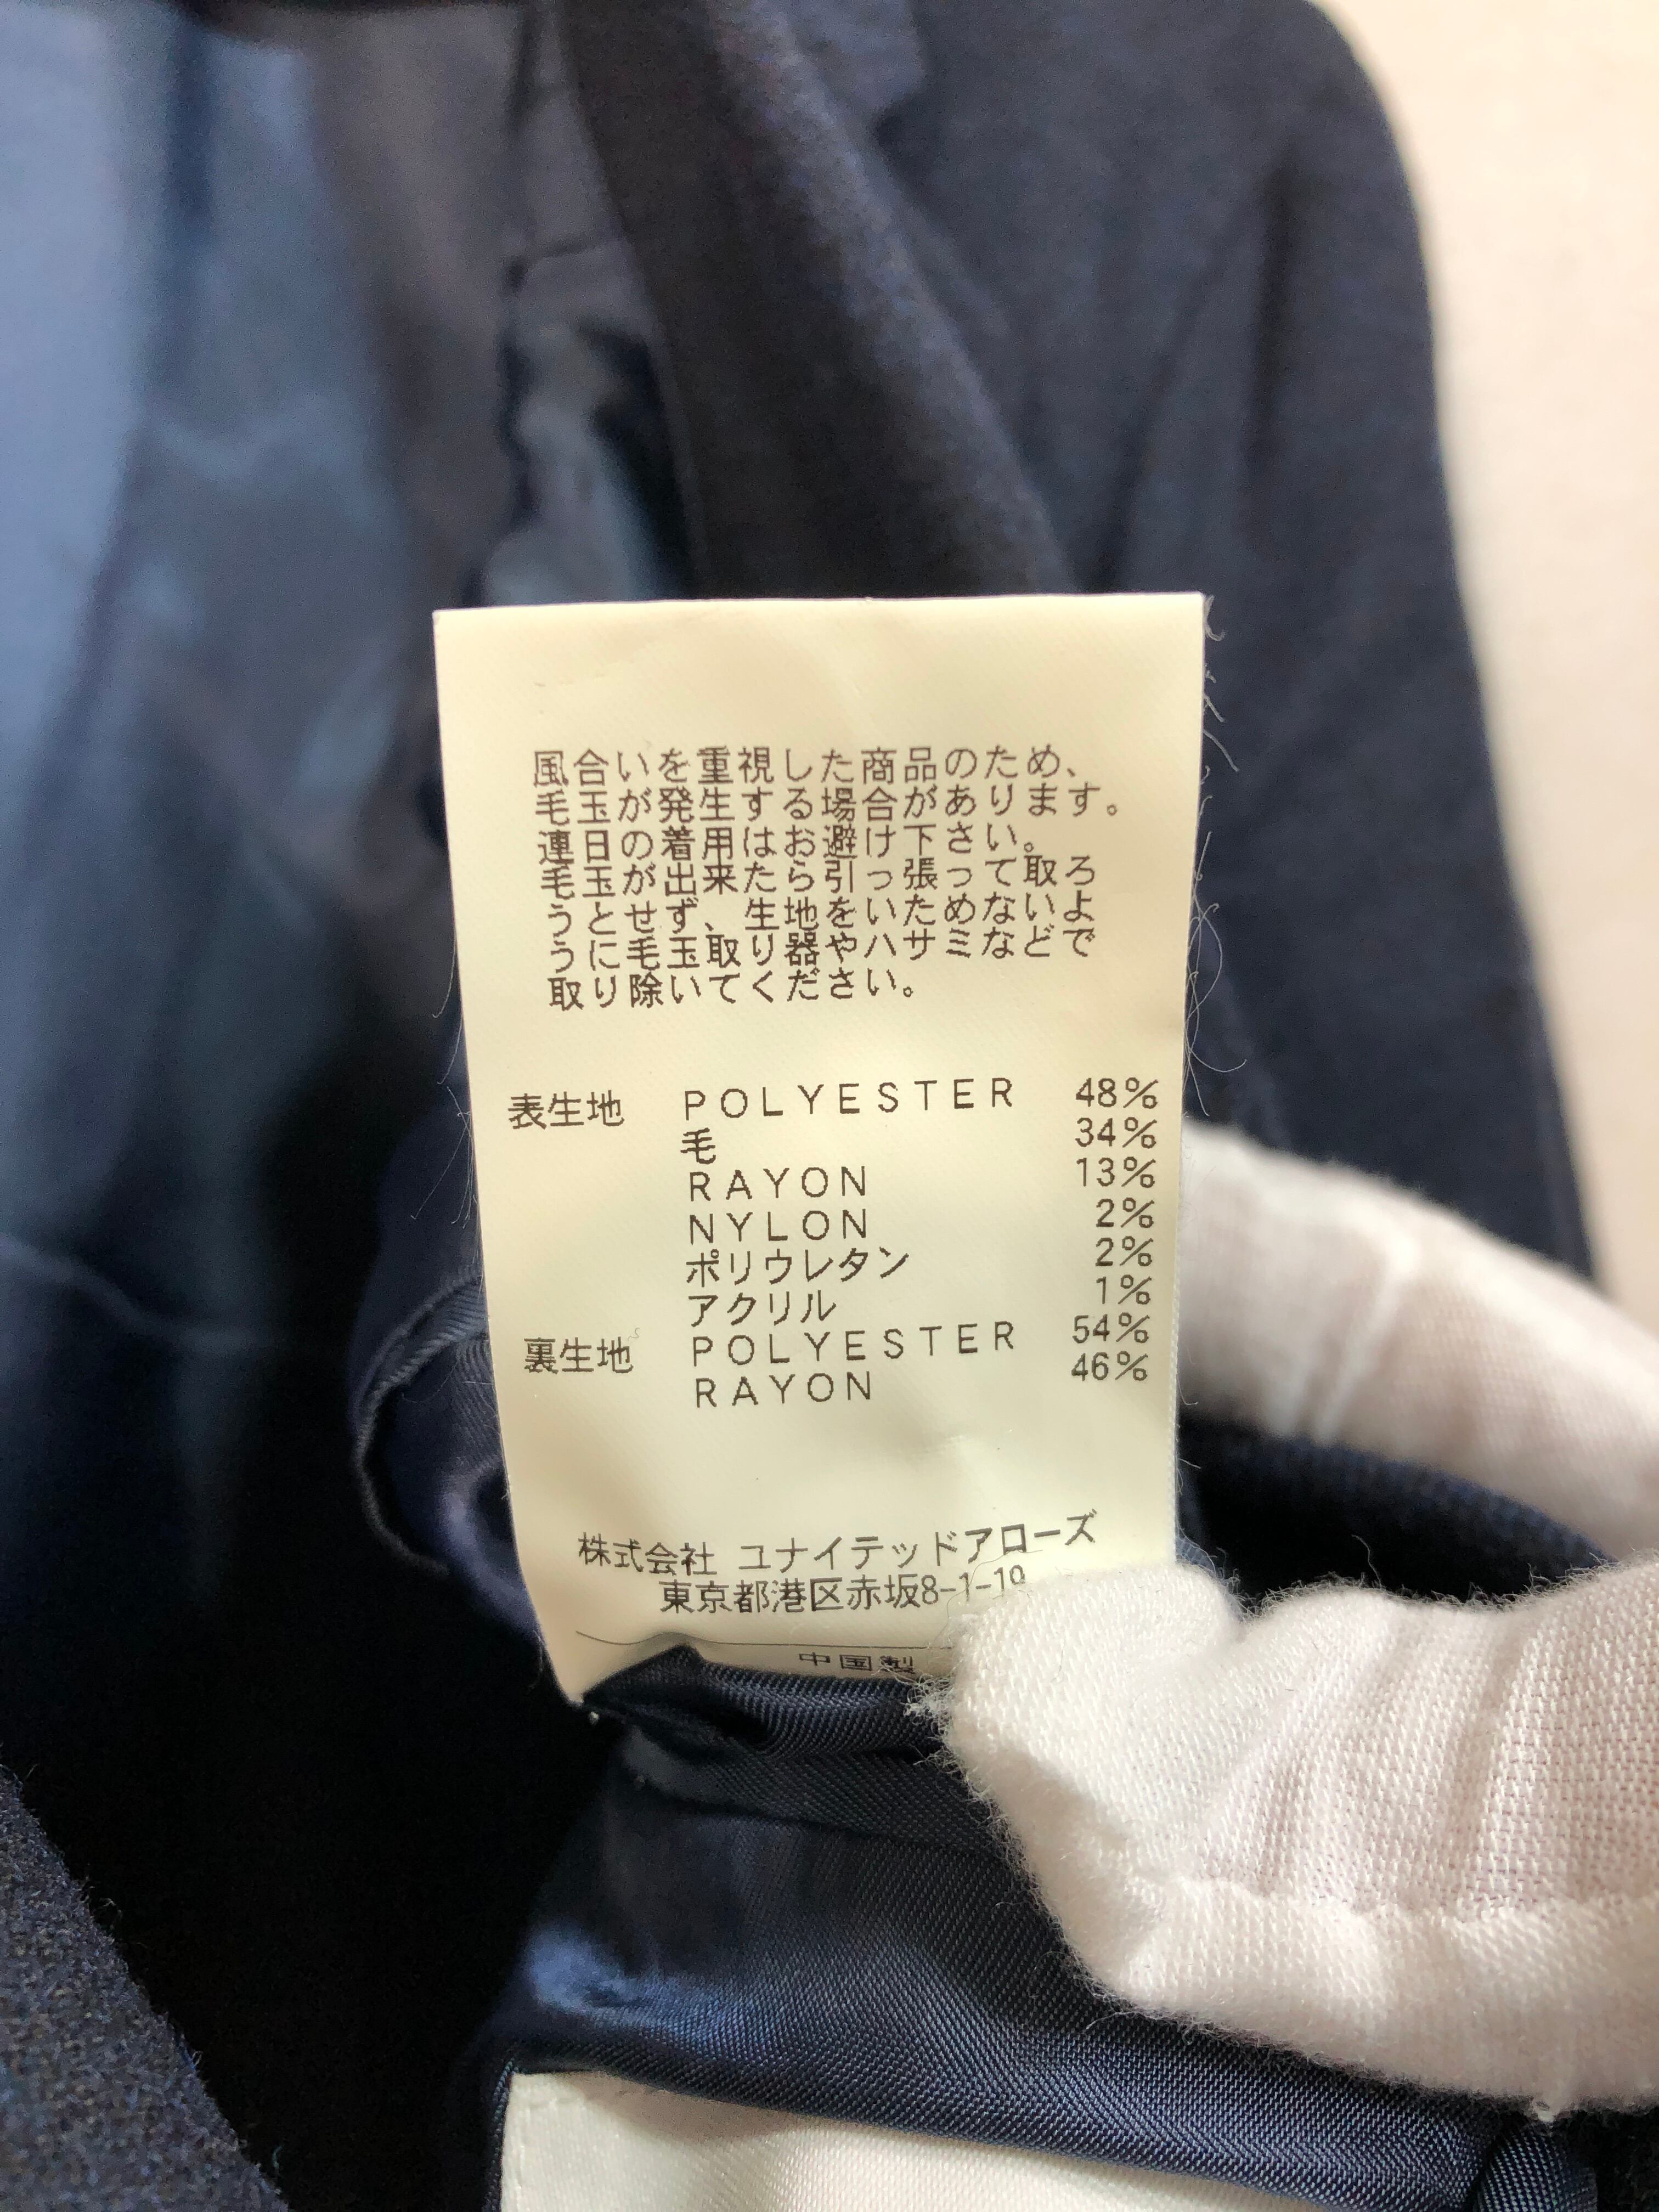 風合いを重視した商品のため、
毛玉が発生する場合があります。
連日の着用はお避け下さい。
毛玉が出来たら引っ張って取ろ
うとせず、生地をいためないよ
うに毛玉取り器やハサミなどで
取り除いてください。
表生地 POLYESTER 48%
毛 34%
RAYON 13%
NYLON 2%
ポリウレタン 2%
アクリル 1%
裏生地 POLYESTER 54%
RAYON 46%
株式会社 ユナイテッドアローズ
東京都港区赤坂8-1-19
中国製